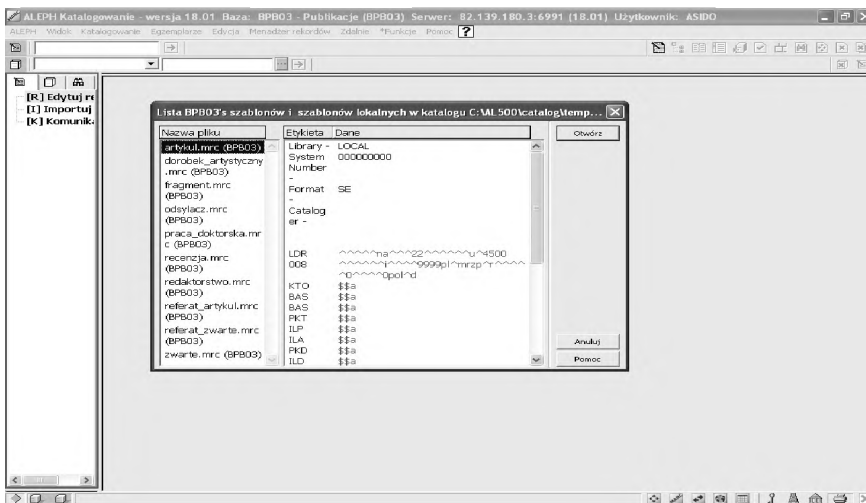 ALEPH Katalogowanie - wersja 18.01 Baza: BPB03 - Publikacje (BPB03) Serwer: 82.139.180.3:6991 (18.01) Użytkownik: ASIDO
ALEPH Widok Katalogowanie Egzemplarze Edycja Menadżer rekordów Zdalnie *Funkcje Pomoc ?
[R] Edytuj re
[I] Importuj
[K] Komunik
Lista BPB03's szablonów i szablonów lokalnych w katalogu C:\AL500\catalog\temp...
Nazwa pliku
artykul.mrc (BPB03)
dorobek_artystyczny
.mrc (BPB03)
fragment.mrc
(BPB03)
odsylacz.mrc
(BPB03)
praca_doktorska.mr
c (BPB03)
recenzja.mrc
(BPB03)
redaktorstwo.mrc
(BPB03)
referat_artykul.mrc
(BPB03)
referat_zwarte.mrc
(BPB03)
zwarte.mrc (BPB03)
Etykieta Dane
Library - LOCAL
System 000000000
Number
-
Format SE
-
Catalog
er -
LDR ^^^^^na^^^22^^^^^^u^4500
008 ^^^^^^i^^^^9999pl^mrzp^r^^^^
^0^^^^0pol^d
KTO $$a
BAS $$a
BAS $$a
PKT $$a
ILP $$a
ILA $$a
PKD $$a
ILD $$a
Otwórz
Anuluj
Pomoc